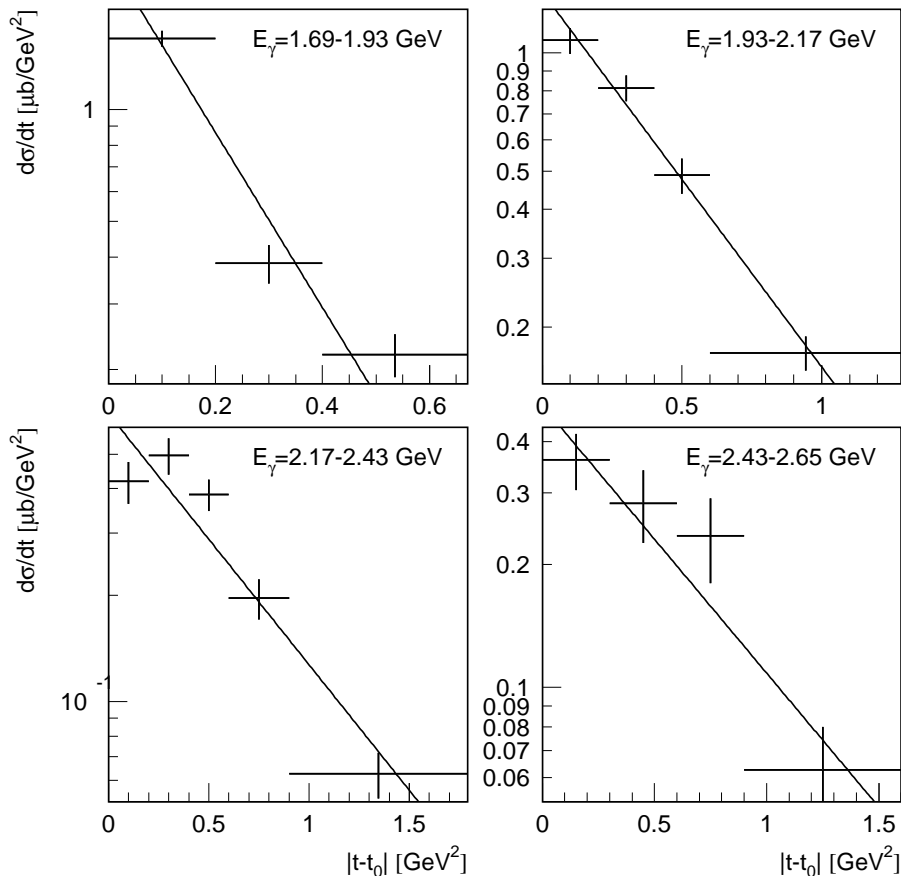 dσ/dt [μb/GeV²]
E_γ=1.69-1.93 GeV
1
0 0.2 0.4 0.6
E_γ=1.93-2.17 GeV
1
0.9
0.8
0.7
0.6
0.5
0.4
0.3
0.2
0 0.5 1
dσ/dt [μb/GeV²]
E_γ=2.17-2.43 GeV
10⁻¹
0 0.5 1 1.5
|t-t₀| [GeV²]
E_γ=2.43-2.65 GeV
0.4
0.3
0.2
0.1
0.09
0.08
0.07
0.06
0 0.5 1 1.5
|t-t₀| [GeV²]